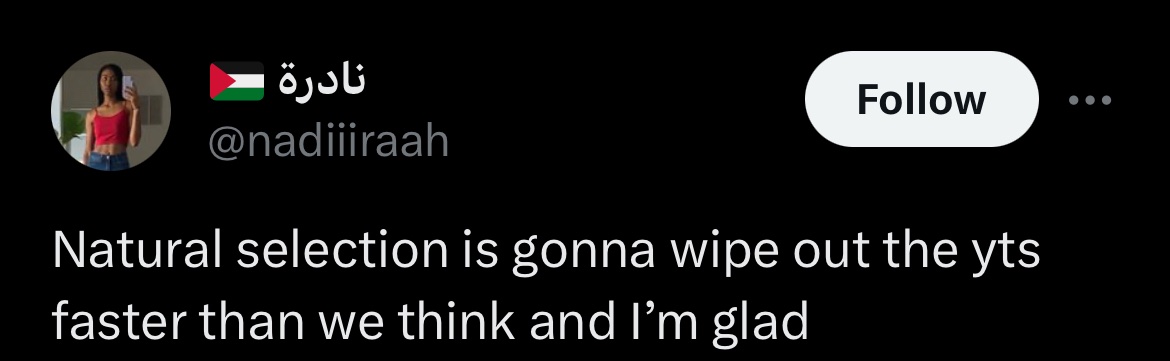 نادرة 🇵🇸
@nadiiiraah
Follow
Natural selection is gonna wipe out the yts
faster than we think and I’m glad